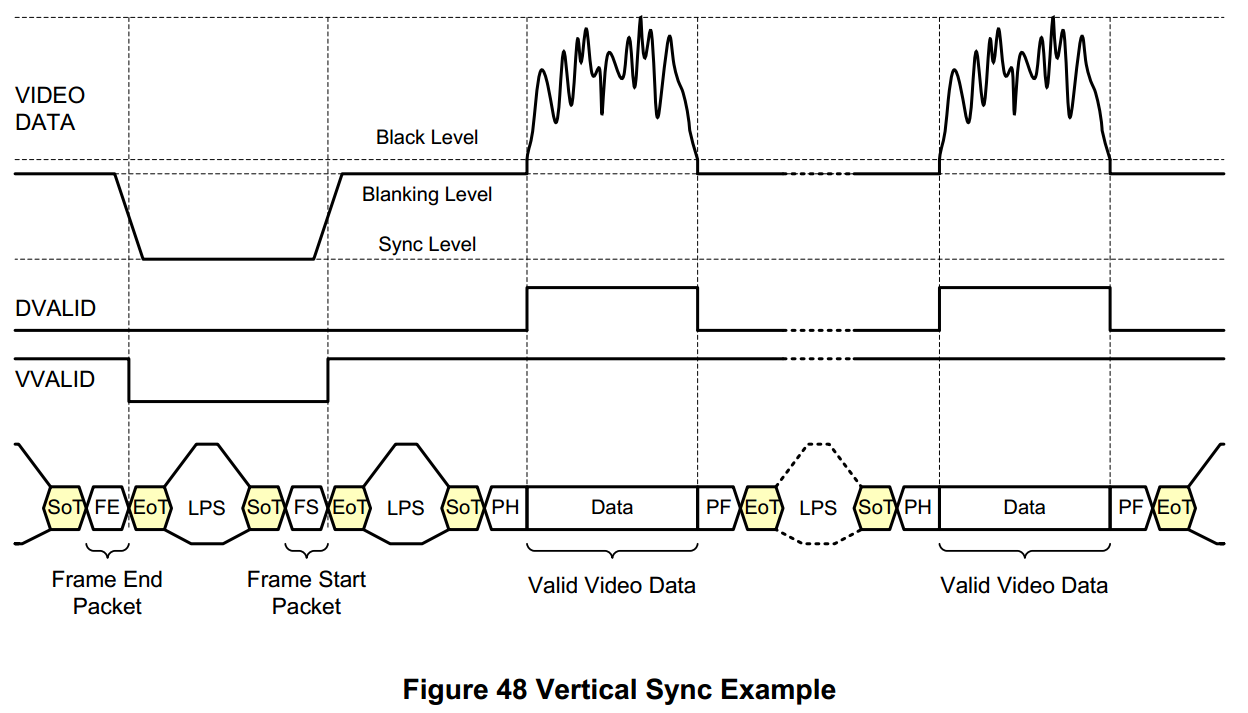 VIDEO
DATA
Black Level
Blanking Level
Sync Level
DVALID
VVALID
SoT FE EoT LPS SoT FS EoT LPS SoT PH Data PF EoT LPS SoT PH Data PF EoT
Frame End
Packet
Frame Start
Packet
Valid Video Data
Valid Video Data
Figure 48 Vertical Sync Example